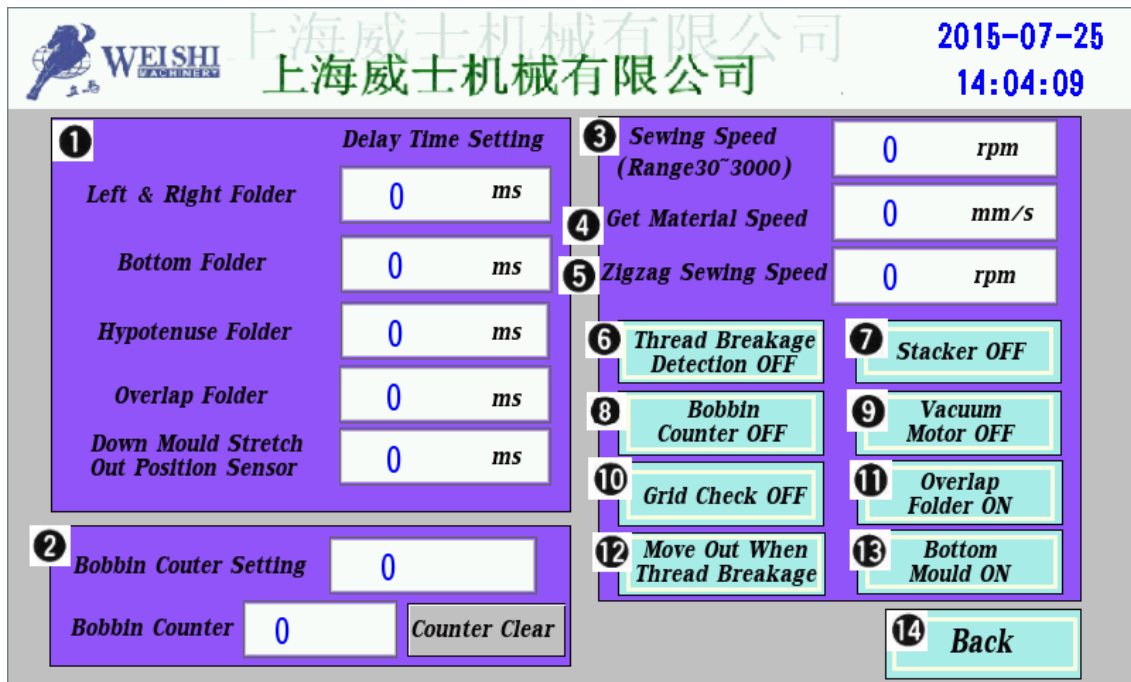 上海威士机械有限公司
WEISHI
MACHINERY
立马
上海威士机械有限公司
2015-07-25
14:04:09
1
Delay Time Setting
Left & Right Folder
0 ms
Bottom Folder
0 ms
Hypotenuse Folder
0 ms
Overlap Folder
0 ms
Down Mould Stretch
Out Position Sensor
0 ms
2
Bobbin Couter Setting
0
Bobbin Counter
0
Counter Clear
3
Sewing Speed
(Range30~3000)
0 rpm
4
Get Material Speed
0 mm/s
5
Zigzag Sewing Speed
0 rpm
6
Thread Breakage
Detection OFF
7
Stacker OFF
8
Bobbin
Counter OFF
9
Vacuum
Motor OFF
10
Grid Check OFF
11
Overlap
Folder ON
12
Move Out When
Thread Breakage
13
Bottom
Mould ON
14
Back